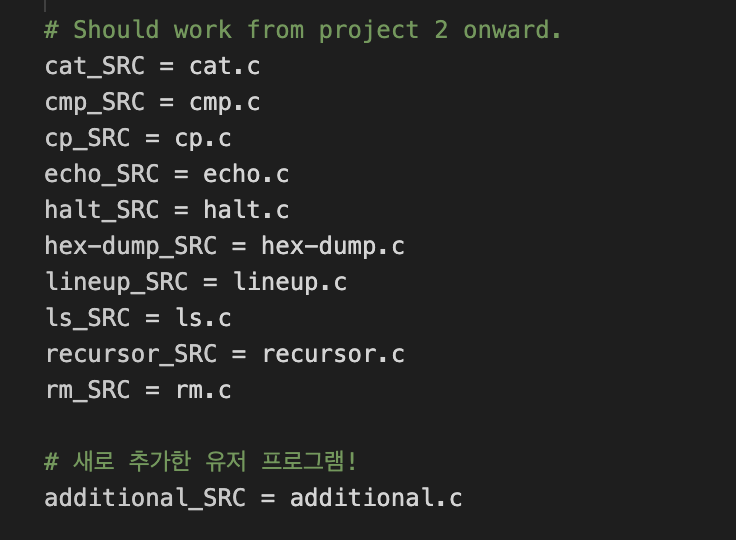 # Should work from project 2 onward.
cat_SRC = cat.c
cmp_SRC = cmp.c
cp_SRC = cp.c
echo_SRC = echo.c
halt_SRC = halt.c
hex-dump_SRC = hex-dump.c
lineup_SRC = lineup.c
ls_SRC = ls.c
recursor_SRC = recursor.c
rm_SRC = rm.c
# 새로 추가한 유저 프로그램!
additional_SRC = additional.c